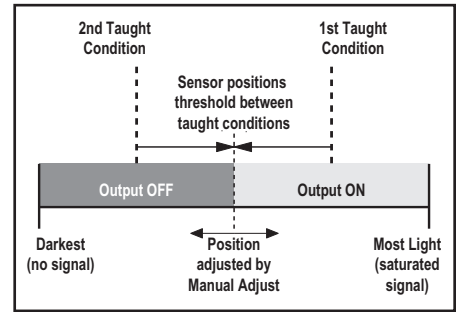 2nd Taught
Condition
1st Taught
Condition
Sensor positions
threshold between
taught conditions
Output OFF
Output ON
Darkest
(no signal)
Position
adjusted by
Manual Adjust
Most Light
(saturated
signal)